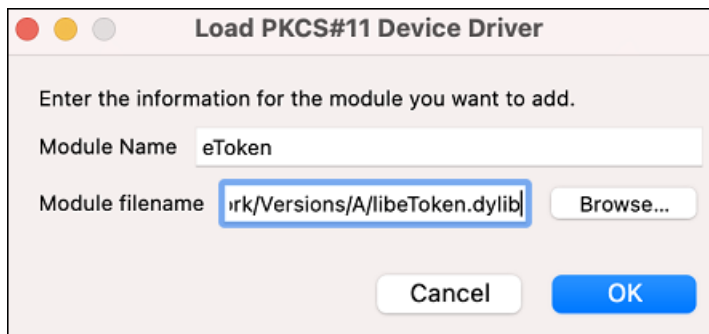 Load PKCS#11 Device Driver
Enter the information for the module you want to add.
Module Name eToken
Module filename rk/Versions/A/libeToken.dylib Browse...
Cancel OK